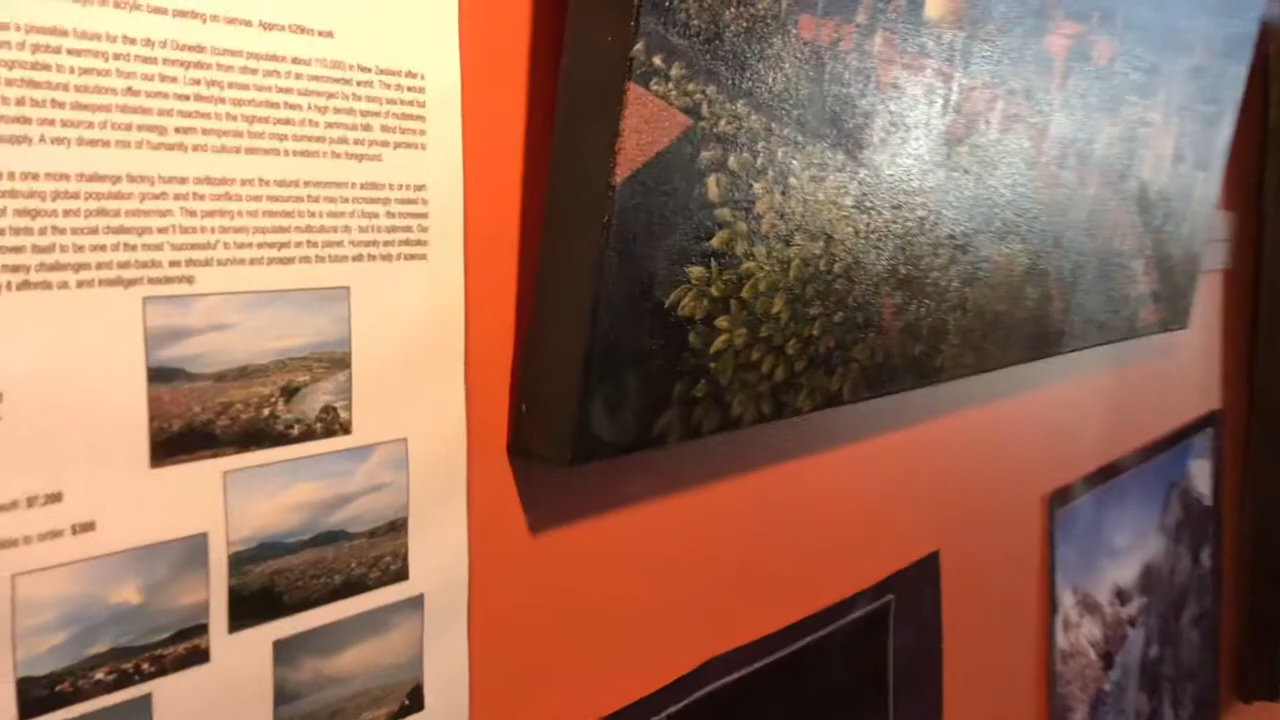 on acrylic base painting on canvas. Approx 629hrs work.
as a possible future for the city of Dunedin (current population about 110,000) in New Zealand after a
of global warming and mass immigration from other parts of an overcrowded world. The city would
recognizable to a person from our time. Low lying areas have been submerged by the rising sea level but
architectural solutions offer some new lifestyle opportunities there. A high density spread of
to all but the steepest hillsides and reaches to the highest peaks of the peninsula hills. Wind farms
provide one source of local energy, warm temperate food crops dominate public and private gardens to
supply. A very diverse mix of humanity and cultural elements is evident in the foreground.
is one more challenge facing human civilization and the natural environment in addition to or in part
continuing global population growth and the conflicts over resources that may be increasingly masked by
of religious and political extremism. This painting is not intended to be a vision of Utopia - the increased
hints at the social challenges we'll face in a densely populated multicultural city - but it is optimistic. Our
proven itself to be one of the most "successful" to have emerged on the planet. Humanity and civilization
many challenges and set-backs, we should survive and prosper into the future with the help of science,
it affords us, and intelligent leadership.
$7,200
to order: $300